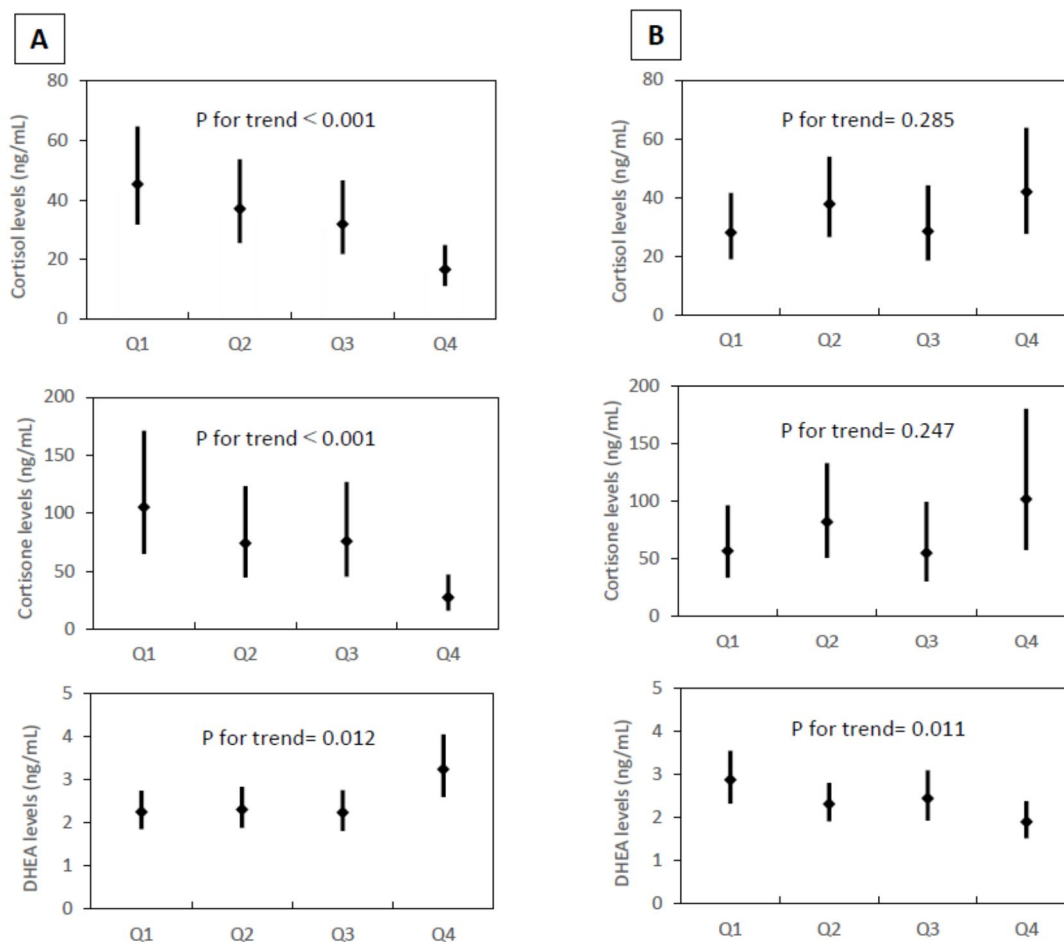 A
Cortisol levels (ng/mL)
80
60
40
20
0
P for trend < 0.001
Q1 Q2 Q3 Q4
Cortisone levels (ng/mL)
200
150
100
50
0
P for trend < 0.001
Q1 Q2 Q3 Q4
DHEA levels (ng/mL)
5
4
3
2
1
0
P for trend= 0.012
Q1 Q2 Q3 Q4
B
Cortisol levels (ng/mL)
80
60
40
20
0
P for trend= 0.285
Q1 Q2 Q3 Q4
Cortisone levels (ng/mL)
200
150
100
50
0
P for trend= 0.247
Q1 Q2 Q3 Q4
DHEA levels (ng/mL)
5
4
3
2
1
0
P for trend= 0.011
Q1 Q2 Q3 Q4